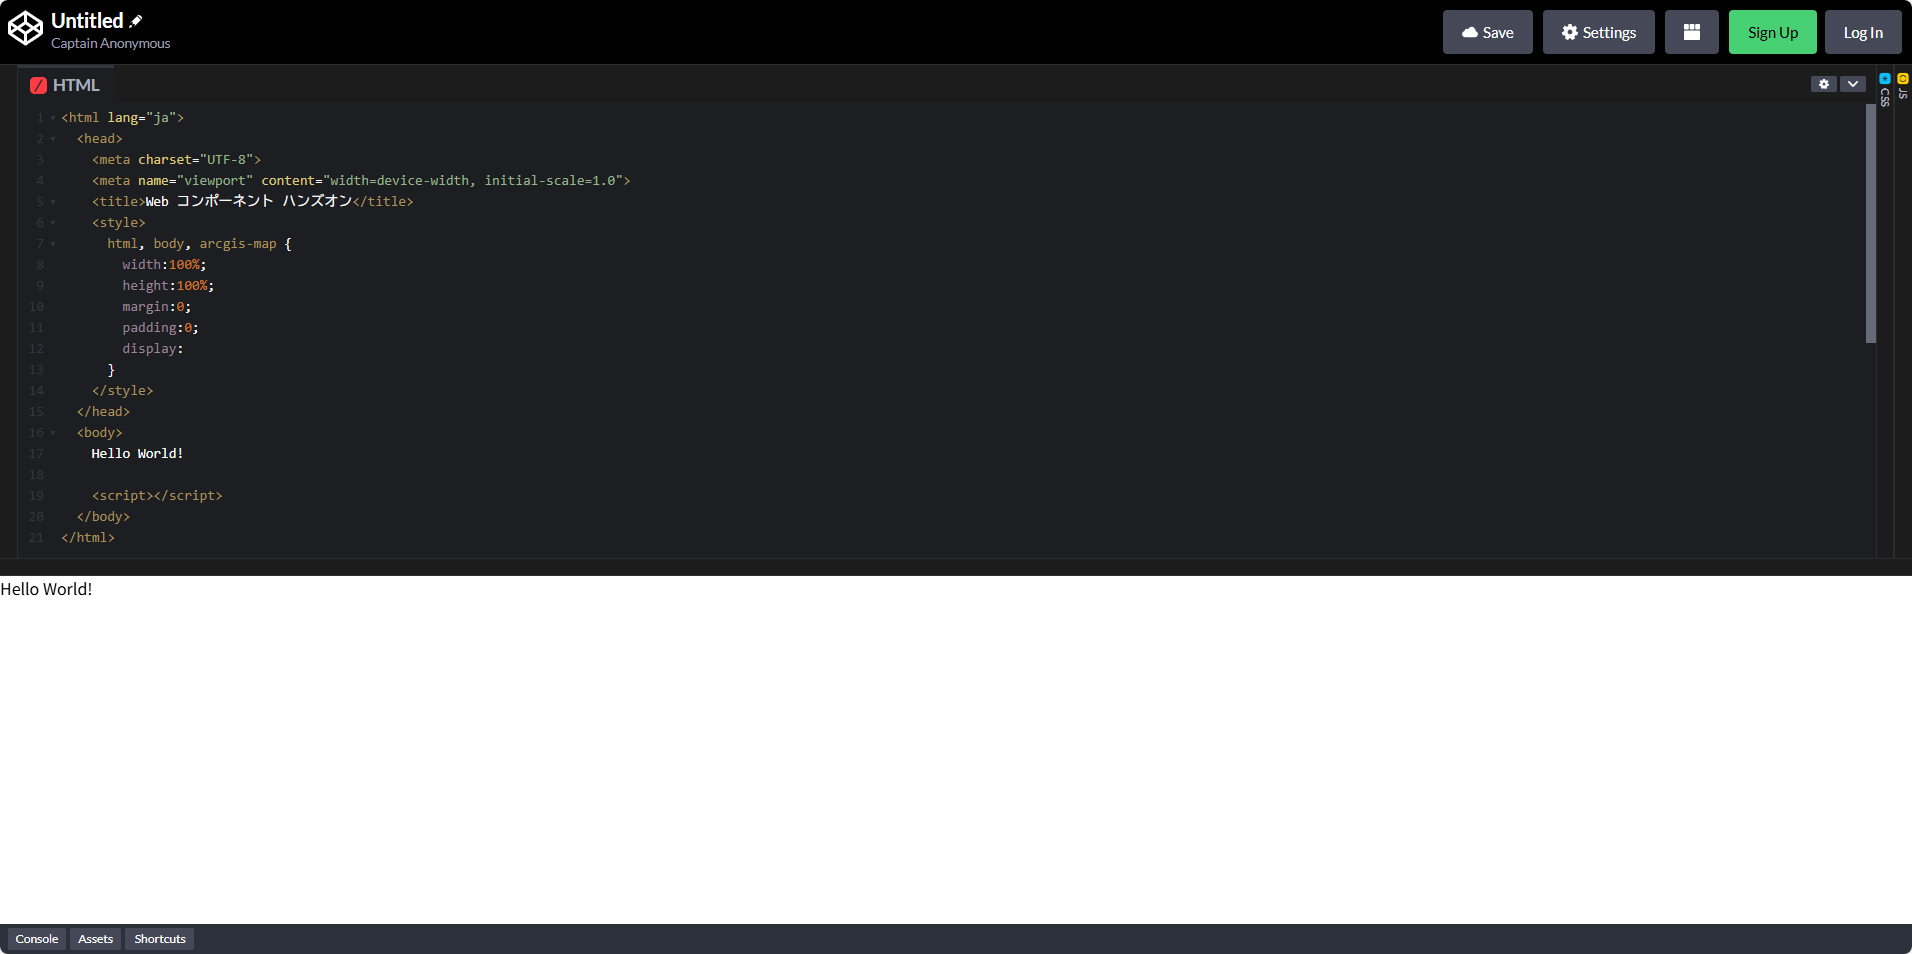 Untitled
Captain Anonymous
Save
Settings
Sign Up
Log In
HTML
CSS
JS
1 <html lang="ja">
2 <head>
3 <meta charset="UTF-8">
4 <meta name="viewport" content="width=device-width, initial-scale=1.0">
5 <title>Web コンポーネント ハンズオン</title>
6 <style>
7 html, body, arcgis-map {
8 width:100%;
9 height:100%;
10 margin:0;
11 padding:0;
12 display:
13 }
14 </style>
15 </head>
16 <body>
17 Hello World!
18
19 <script></script>
20 </body>
21 </html>
Hello World!
Console
Assets
Shortcuts